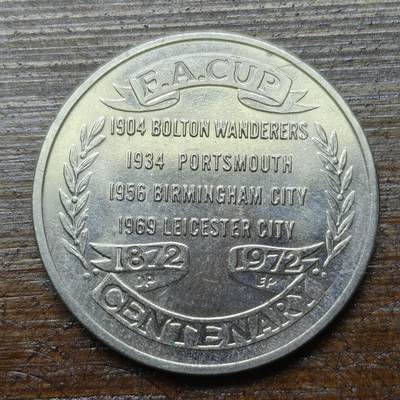 F.A.CUP
1904 BOLTON WANDERERS
1934 PORTSMOUTH
1956 BIRMINGHAM CITY
1969 LEICESTER CITY
1872 1972
CENTENARY